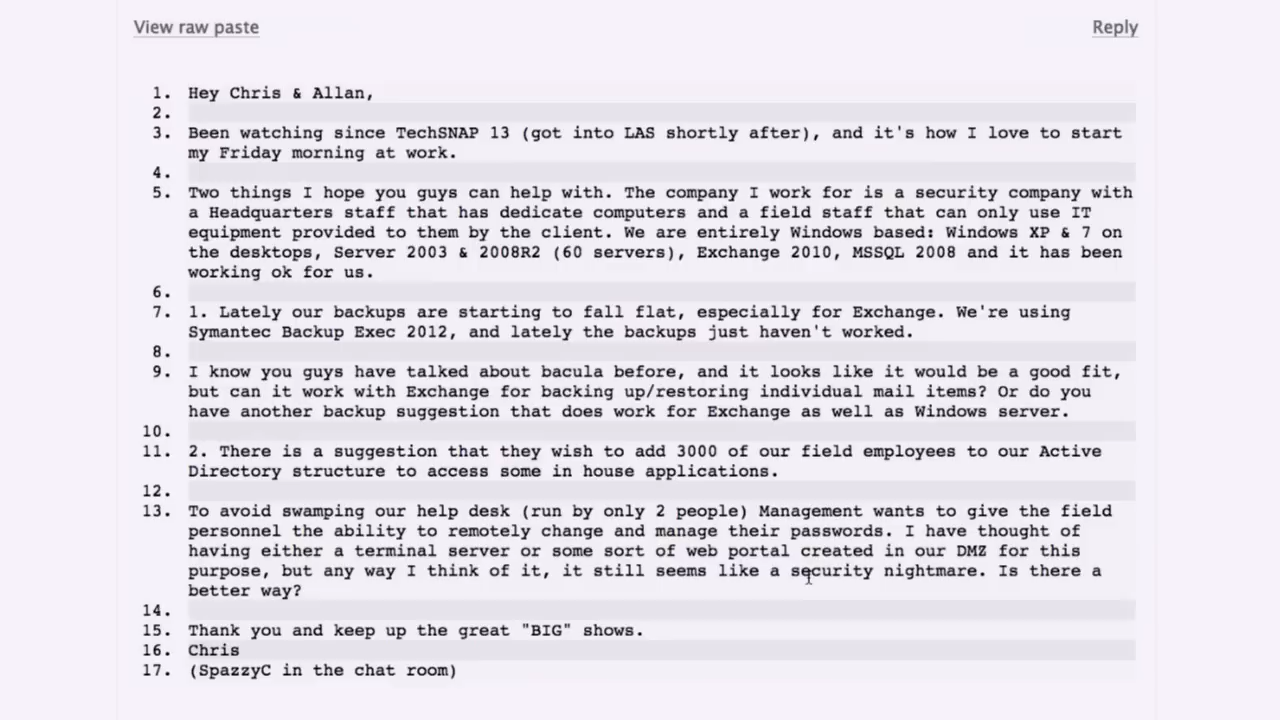 View raw paste
Reply
1. Hey Chris & Allan,
2.
3. Been watching since TechSNAP 13 (got into LAS shortly after), and it's how I love to start
my Friday morning at work.
4.
5. Two things I hope you guys can help with. The company I work for is a security company with
a Headquarters staff that has dedicate computers and a field staff that can only use IT
equipment provided to them by the client. We are entirely Windows based: Windows XP & 7 on
the desktops, Server 2003 & 2008R2 (60 servers), Exchange 2010, MSSQL 2008 and it has been
working ok for us.
6.
7. 1. Lately our backups are starting to fall flat, especially for Exchange. We're using
Symantec Backup Exec 2012, and lately the backups just haven't worked.
8.
9. I know you guys have talked about bacula before, and it looks like it would be a good fit,
but can it work with Exchange for backing up/restoring individual mail items? Or do you
have another backup suggestion that does work for Exchange as well as Windows server.
10.
11. 2. There is a suggestion that they wish to add 3000 of our field employees to our Active
Directory structure to access some in house applications.
12.
13. To avoid swamping our help desk (run by only 2 people) Management wants to give the field
personnel the ability to remotely change and manage their passwords. I have thought of
having either a terminal server or some sort of web portal created in our DMZ for this
purpose, but any way I think of it, it still seems like a security nightmare. Is there a
better way?
14.
15. Thank you and keep up the great "BIG" shows.
16. Chris
17. (SpazzyC in the chat room)